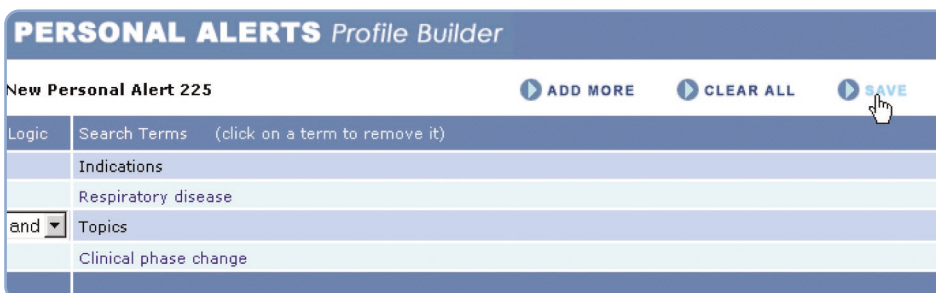 PERSONAL ALERTS Profile Builder
New Personal Alert 225 ADD MORE CLEAR ALL SAVE
Logic Search Terms (click on a term to remove it)
Indications
Respiratory disease
and Topics
Clinical phase change